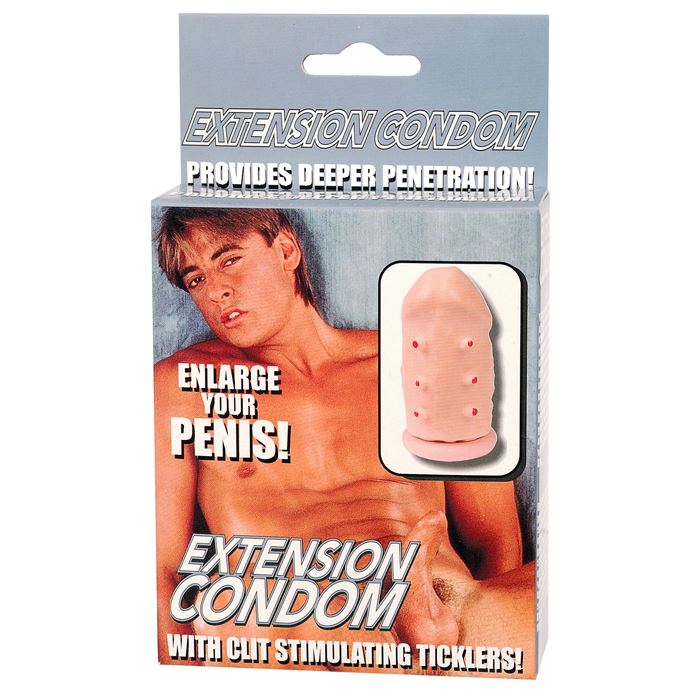 EXTENSION CONDOM
PROVIDES DEEPER PENETRATION!
ENLARGE
YOUR
PENIS!
EXTENSION
CONDOM
WITH CLIT STIMULATING TICKLERS!